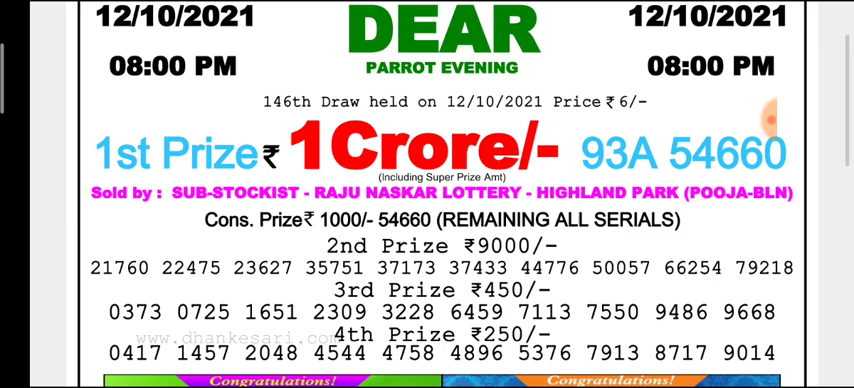 12/10/2021 DEAR 12/10/2021
08:00 PM PARROT EVENING 08:00 PM
146th Draw held on 12/10/2021 Price ₹ 6/-
1st Prize ₹ 1Crore/- 93A 54660
(Including Super Prize Amt)
Sold by : SUB-STOCKIST - RAJU NASKAR LOTTERY - HIGHLAND PARK (POOJA-BLN)
Cons. Prize ₹ 1000/- 54660 (REMAINING ALL SERIALS)
2nd Prize ₹9000/-
21760 22475 23627 35751 37173 37433 44776 50057 66254 79218
3rd Prize ₹450/-
0373 0725 1651 2309 3228 6459 7113 7550 9486 9668
www.dhankesari.com
4th Prize ₹250/-
0417 1457 2048 4544 4758 4896 5376 7913 8717 9014
Congratulations! Congratulations!